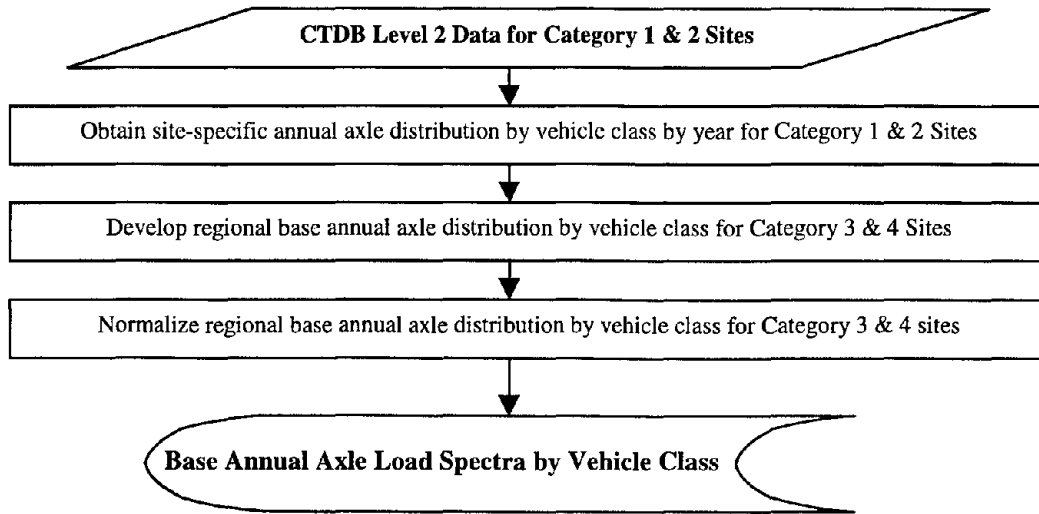 CTDB Level 2 Data for Category 1 & 2 Sites
Obtain site-specific annual axle distribution by vehicle class by year for Category 1 & 2 Sites
Develop regional base annual axle distribution by vehicle class for Category 3 & 4 Sites
Normalize regional base annual axle distribution by vehicle class for Category 3 & 4 sites
Base Annual Axle Load Spectra by Vehicle Class